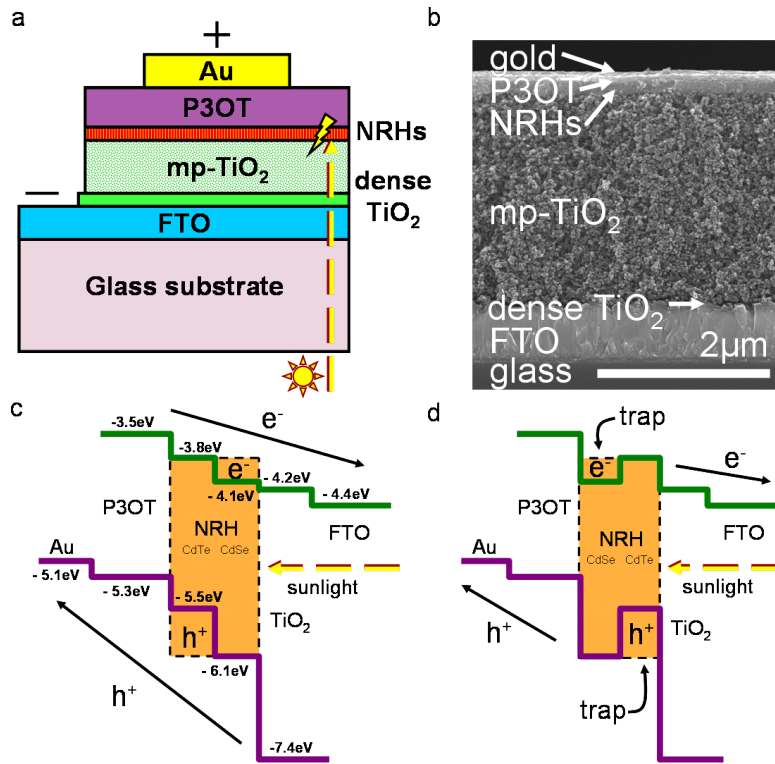 a
+
Au
P3OT
NRHs
mp-TiO₂
−
dense
TiO₂
FTO
Glass substrate
b
gold
P3OT
NRHs
mp-TiO₂
dense TiO₂
FTO
2μm
glass
c
-3.5eV
e⁻
-3.8eV
e⁻
-4.2eV
-4.1eV
-4.4eV
P3OT
NRH
FTO
CdTe CdSe
Au
- 5.1eV
sunlight
- 5.3eV
- 5.5eV
TiO₂
h⁺
- 6.1eV
h⁺
-7.4eV
d
trap
e⁻
e⁻
P3OT
NRH
FTO
CdSe CdTe
Au
sunlight
h⁺
h⁺
TiO₂
trap